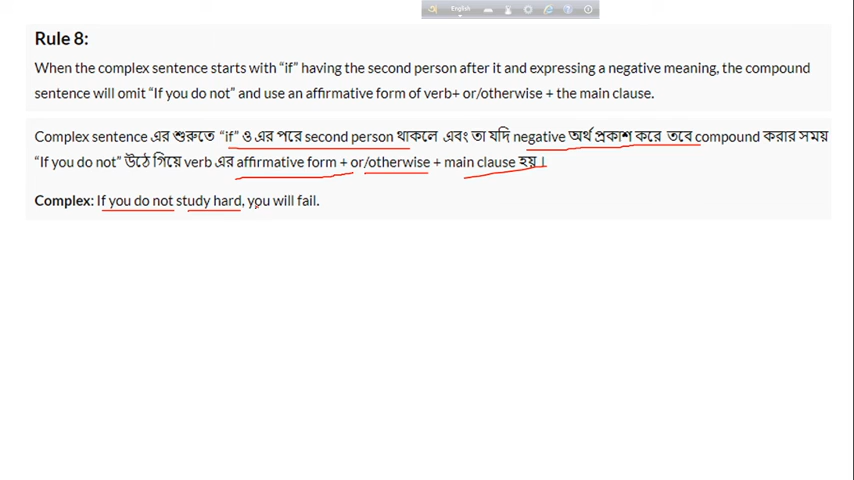 English
Rule 8:
When the complex sentence starts with “if” having the second person after it and expressing a negative meaning, the compound
sentence will omit “If you do not” and use an affirmative form of verb+ or/otherwise + the main clause.
Complex sentence এর শুরুতে “if” ও এর পরে second person থাকলে এবং তা যদি negative অর্থ প্রকাশ করে তবে compound করার সময়
“If you do not” উঠে গিয়ে verb এর affirmative form + or/otherwise + main clause হয়।
Complex: If you do not study hard, you will fail.